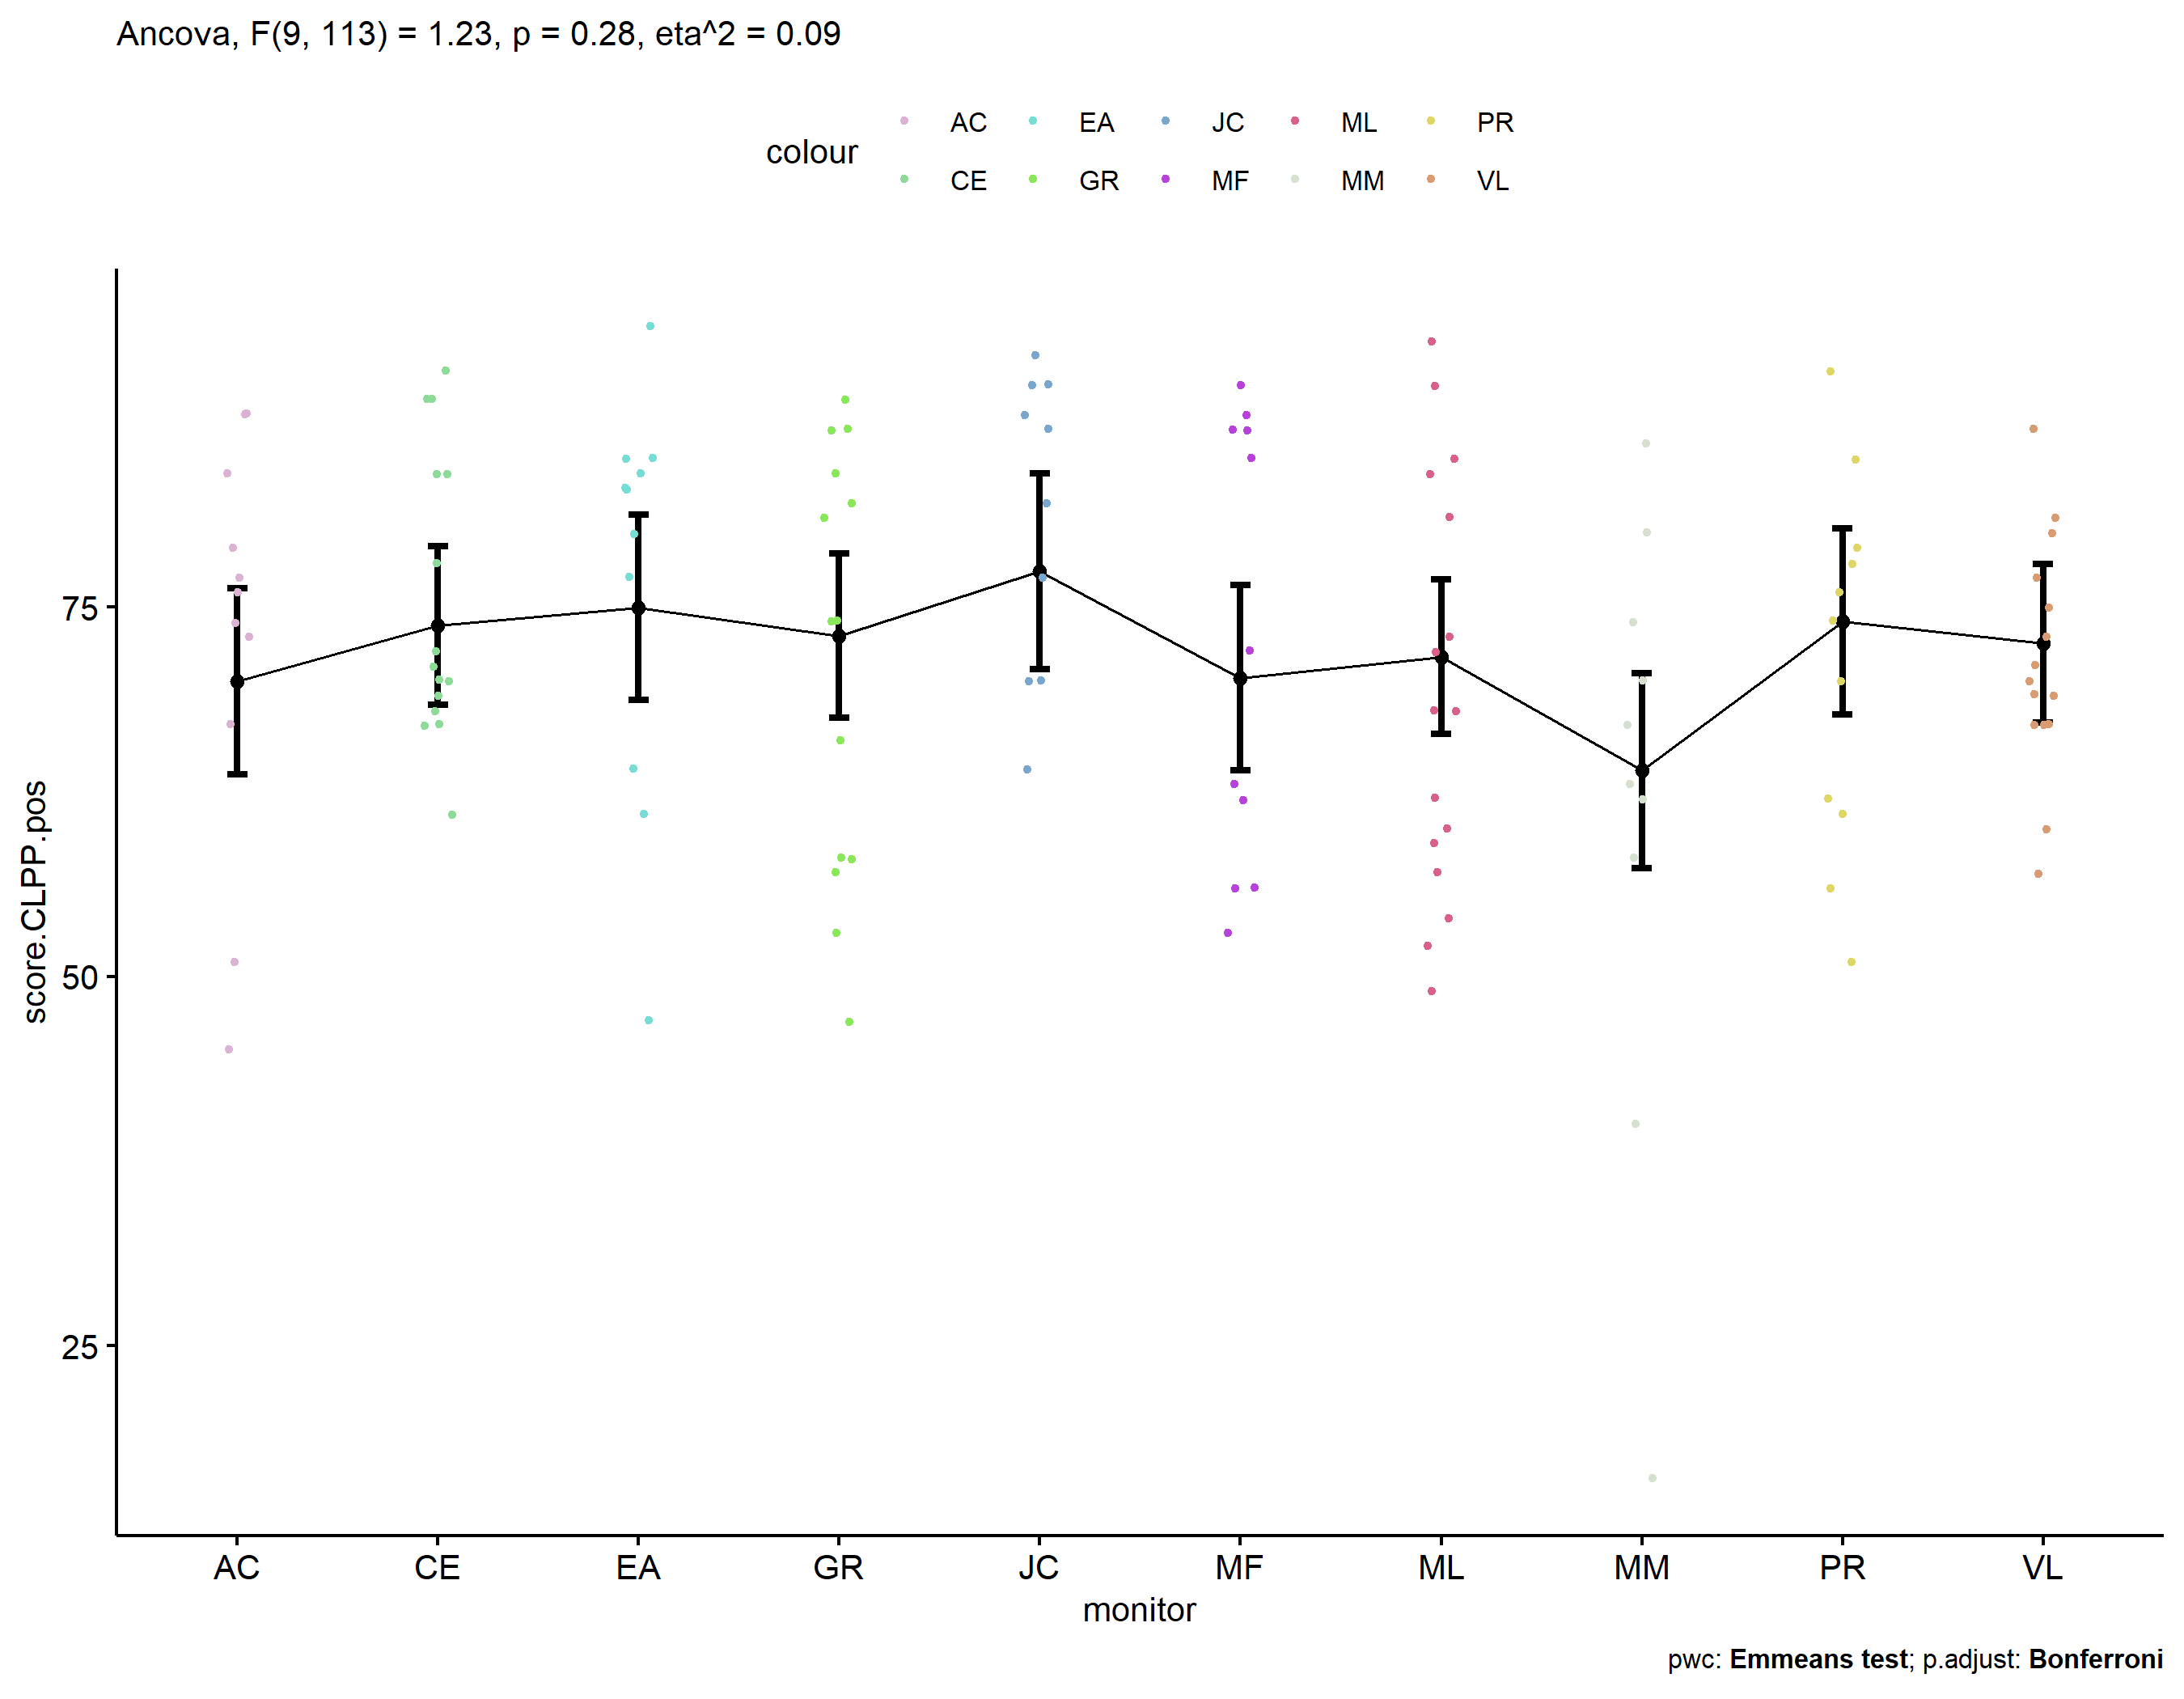 Ancova, F(9, 113) = 1.23, p = 0.28, eta^2 = 0.09
colour
AC EA JC ML PR
CE GR MF MM VL
score.CLPP.pos
75
50
25
AC CE EA GR JC MF ML MM PR VL
monitor
pwc: Emmeans test; p.adjust: Bonferroni